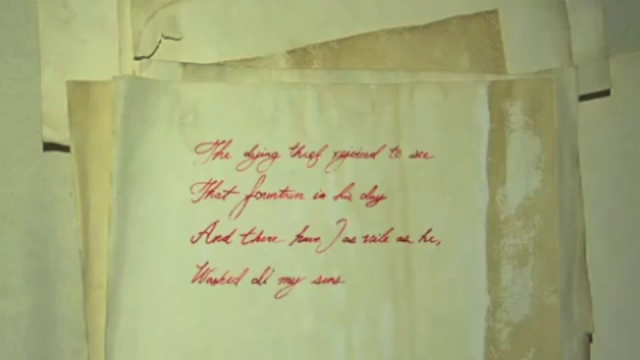 The dying thief rejoiced to see
That fountain in his day
And there have I as vile as he,
Washed all my sins